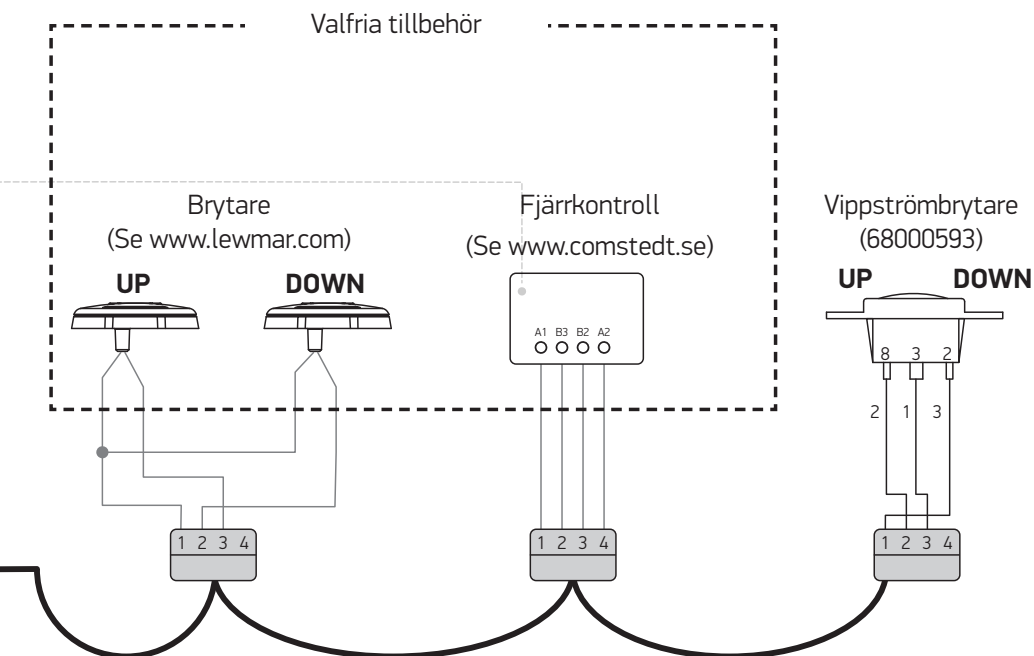 Valfria tillbehör
Brytare
(Se www.lewmar.com)
UP DOWN
Fjärrkontroll
(Se www.comstedt.se)
A1 B3 B2 A2
Vippströmbrytare
(68000593)
UP DOWN
8 3 2
2 1 3
1 2 3 4
1 2 3 4
1 2 3 4